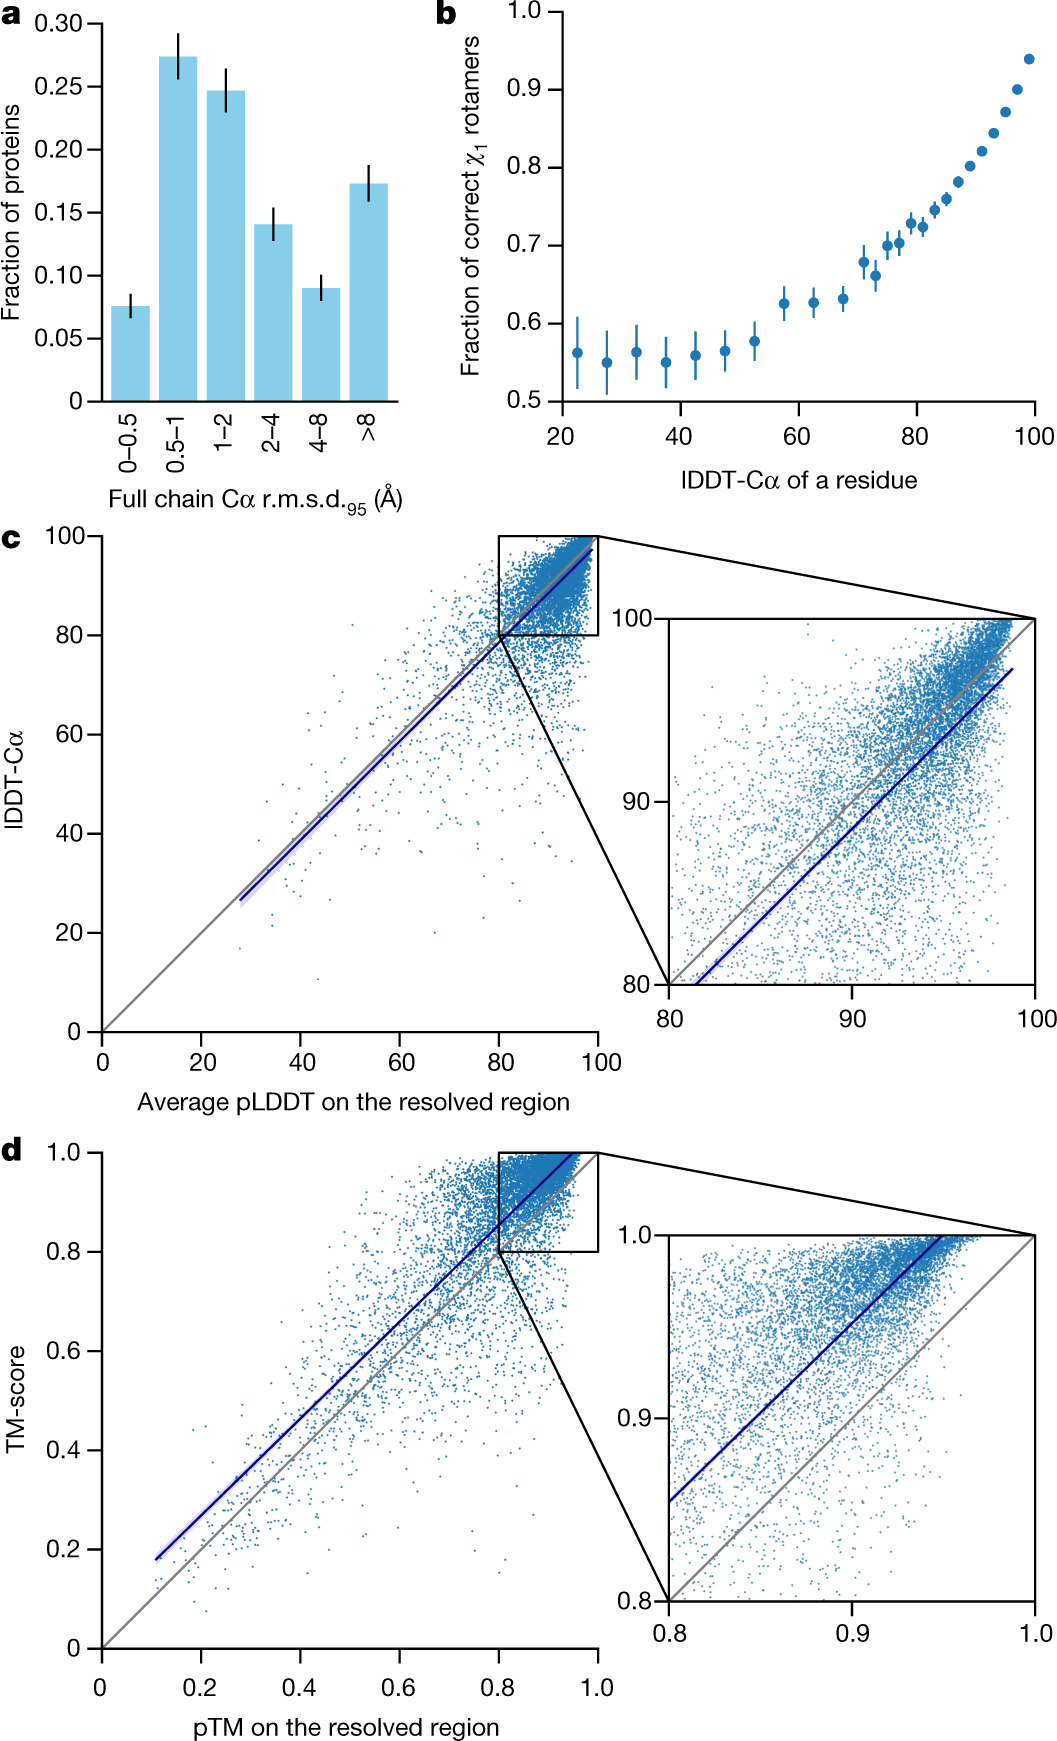 a
0.30
0.25
0.20
0.15
0.10
0.05
0
Fraction of proteins
0–0.5
0.5–1
1–2
2–4
4–8
>8
Full chain Cα r.m.s.d.95 (Å)
b
1.0
0.9
0.8
0.7
0.6
0.5
Fraction of correct χ1 rotamers
20 40 60 80 100
lDDT-Cα of a residue
c
100
80
60
40
20
0
lDDT-Cα
0 20 40 60 80 100
Average pLDDT on the resolved region
100
90
80
80 90 100
d
1.0
0.8
0.6
0.4
0.2
0
TM-score
0 0.2 0.4 0.6 0.8 1.0
pTM on the resolved region
1.0
0.9
0.8
0.8 0.9 1.0